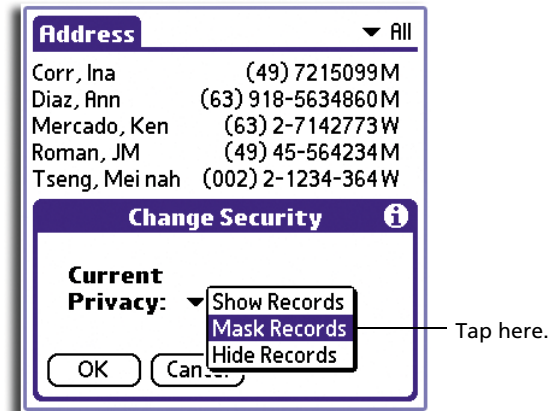 Address All
Corr, Ina (49) 7215099M
Diaz, Ann (63) 918-5634860M
Mercado, Ken (63) 2-7142773W
Roman, JM (49) 45-564234M
Tseng, Mei nah (002) 2-1234-364W
Change Security i
Current
Privacy: Show Records
Mask Records Tap here.
Hide Records
OK